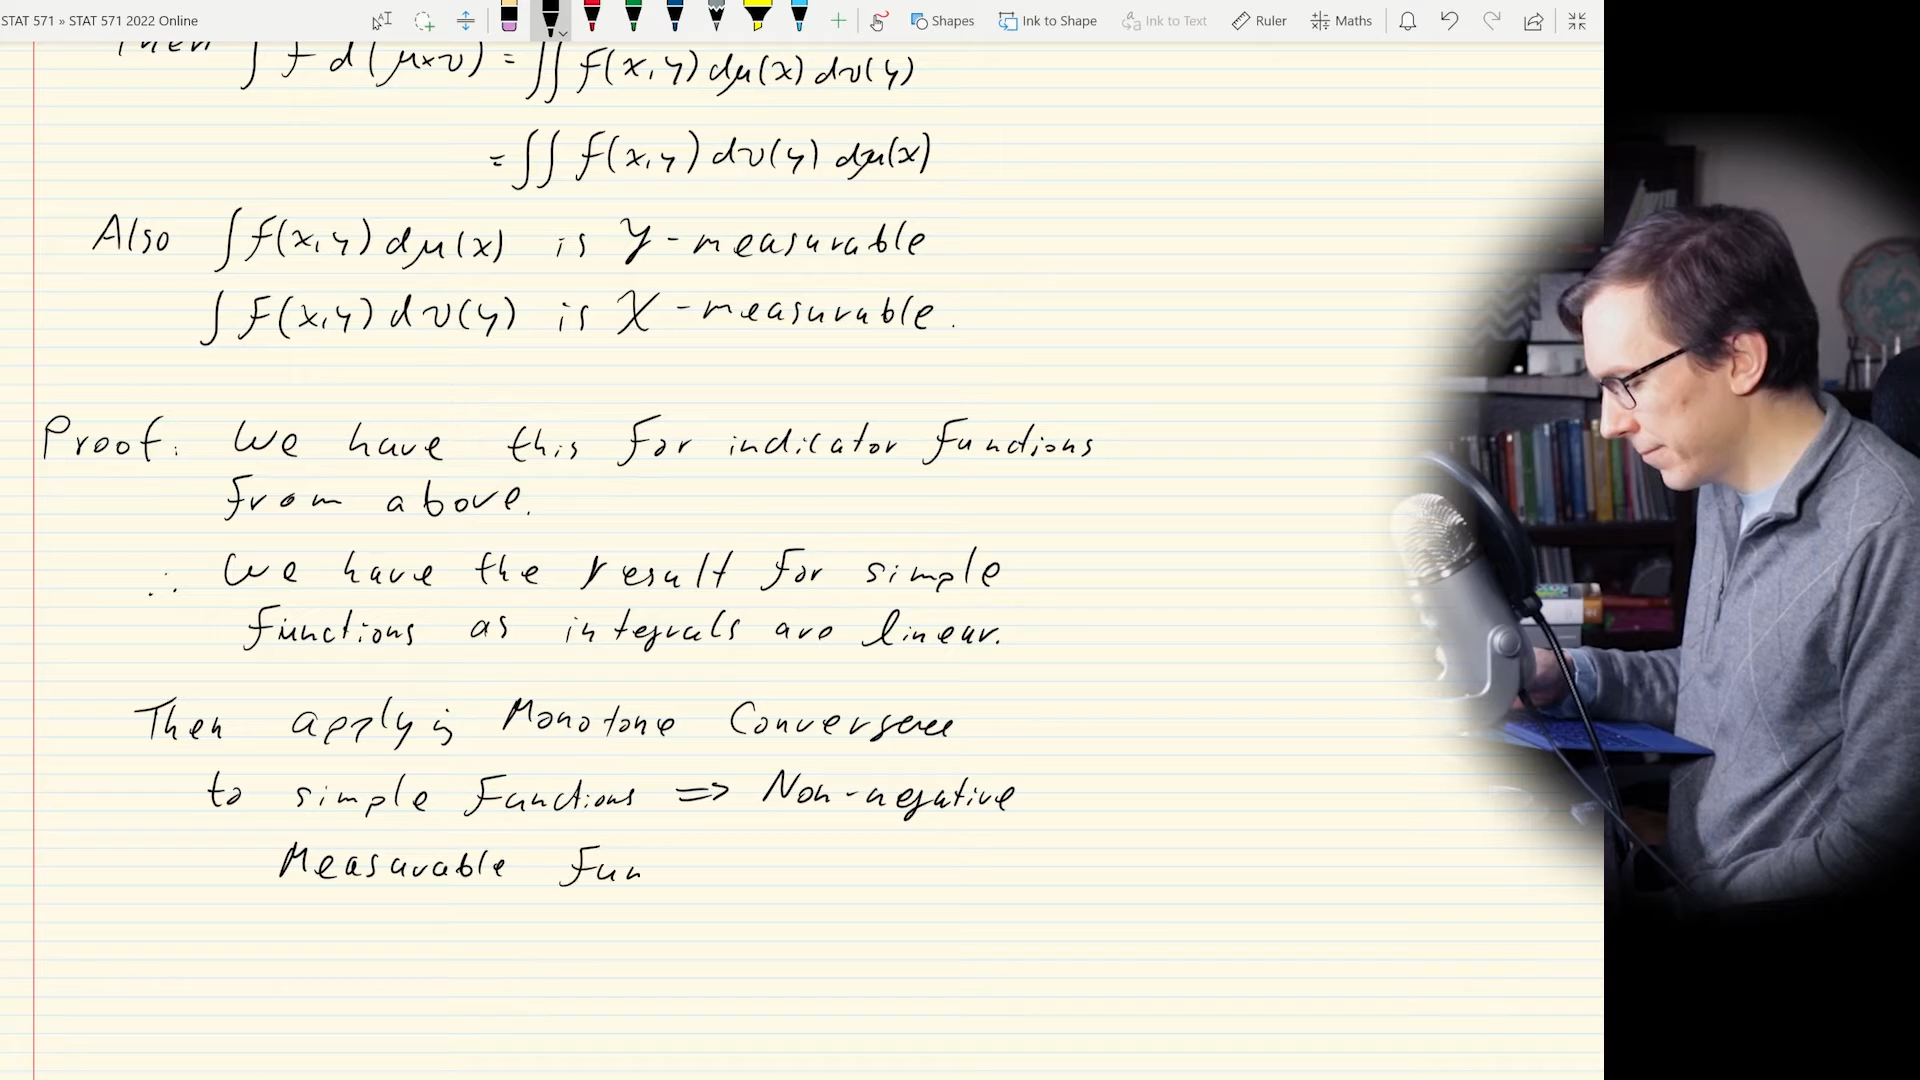 STAT 571 » STAT 571 2022 Online
Shapes Ink to Shape Ink to Text Ruler Maths
Then ∫ f d(μ×ν) = ∫∫ f(x,y) dμ(x) dν(y)
= ∫∫ f(x,y) dν(y) dμ(x)
Also ∫ f(x,y) dμ(x) is Y-measurable
∫ f(x,y) dν(y) is X-measurable.
Proof: We have this for indicator functions
from above.
∴ We have the result for simple
functions as integrals are linear.
Then apply Monotone
to simple functions => Non-negative
Measurable Fun